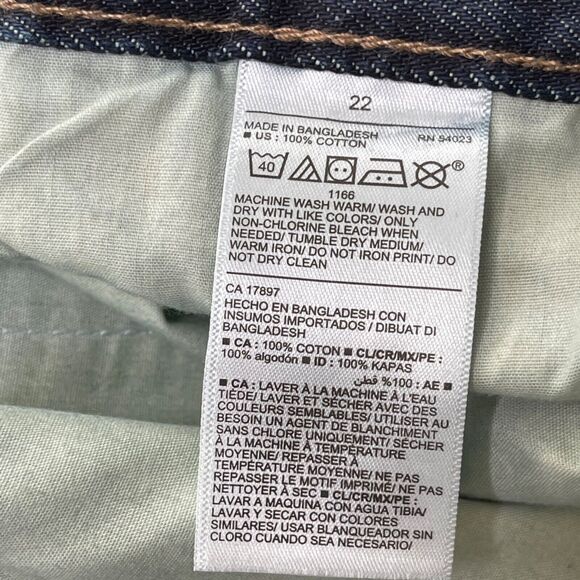 22
MADE IN BANGLADESH RN 54023
■ US : 100% COTTON
40 ®
1166
MACHINE WASH WARM/ WASH AND
DRY WITH LIKE COLORS/ ONLY
NON-CHLORINE BLEACH WHEN
NEEDED/ TUMBLE DRY MEDIUM/
WARM IRON/ DO NOT IRON PRINT/ DO
NOT DRY CLEAN
CA 17897
HECHO EN BANGLADESH CON
INSUMOS IMPORTADOS / DIBUAT DI
BANGLADESH
■ CA : 100% COTON ■ CL/CR/MX/PE :
100% algodón ■ ID : 100% KAPAS
■ AE : 100% قطن
■ CA : LAVER À LA MACHINE À L'EAU
TIÉDE/ LAVER ET SÉCHER AVEC DES
COULEURS SEMBLABLES/ UTILISER AU
BESOIN UN AGENT DE BLANCHIMENT
SANS CHLORE UNIQUEMENT/ SÉCHER
À LA MACHINE À TEMPÉRATURE
MOYENNE/ REPASSER À
TEMPÉRATURE MOYENNE/ NE PAS
REPASSER LE MOTIF IMPRIMÉ/ NE PAS
NETTOYER À SEC ■ CL/CR/MX/PE :
LAVAR A MAQUINA CON AGUA TIBIA/
LAVAR Y SECAR CON COLORES
SIMILARES/ USAR BLANQUEADOR SIN
CLORO CUANDO SEA NECESARIO/